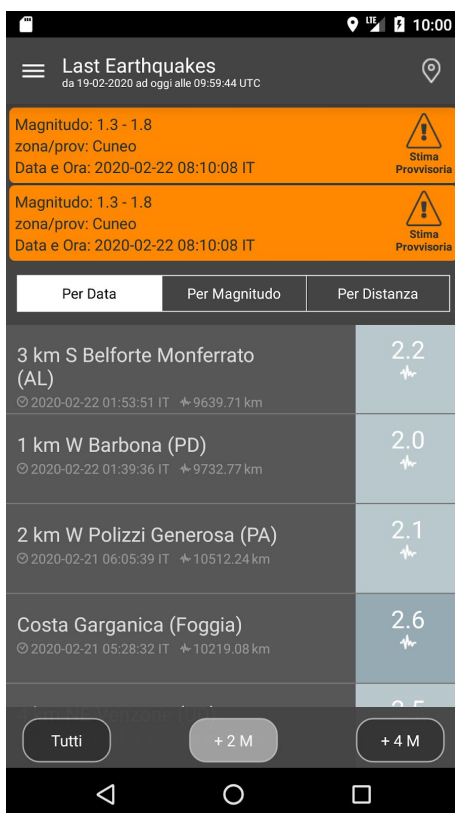 LTE 10:00
Last Earthquakes
da 19-02-2020 ad oggi alle 09:59:44 UTC
Magnitudo: 1.3 - 1.8
zona/prov: Cuneo
Data e Ora: 2020-02-22 08:10:08 IT
Stima
Provvisoria
Magnitudo: 1.3 - 1.8
zona/prov: Cuneo
Data e Ora: 2020-02-22 08:10:08 IT
Stima
Provvisoria
Per Data Per Magnitudo Per Distanza
3 km S Belforte Monferrato
(AL)
2.2
2020-02-22 01:53:51 IT 9639.71 km
1 km W Barbona (PD)
2.0
2020-02-22 01:39:36 IT 9732.77 km
2 km W Polizzi Generosa (PA)
2.1
2020-02-21 06:05:39 IT 10512.24 km
Costa Garganica (Foggia)
2.6
2020-02-21 05:28:32 IT 10219.08 km
Tutti + 2 M + 4 M